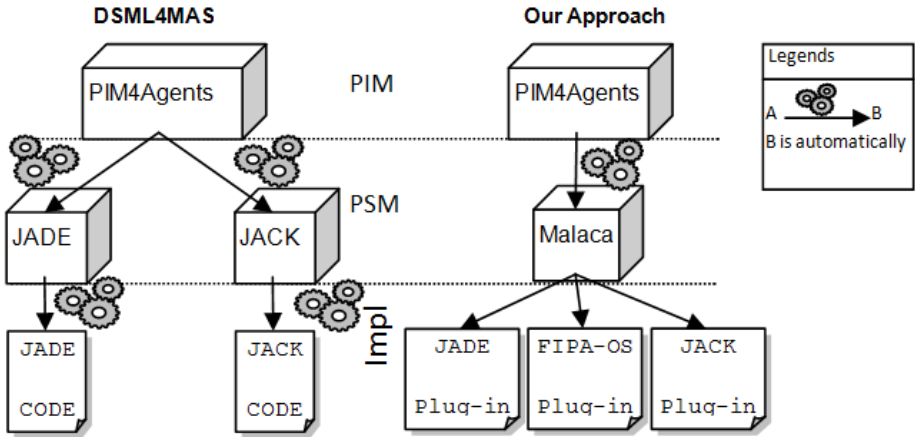 DSML4MAS
Our Approach
PIM4Agents
PIM
PIM4Agents
Legends
A
B
B is automatically
JADE
JACK
PSM
Malaca
Impl
JADE
CODE
JACK
CODE
JADE
Plug-in
FIPA-OS
Plug-in
JACK
Plug-in